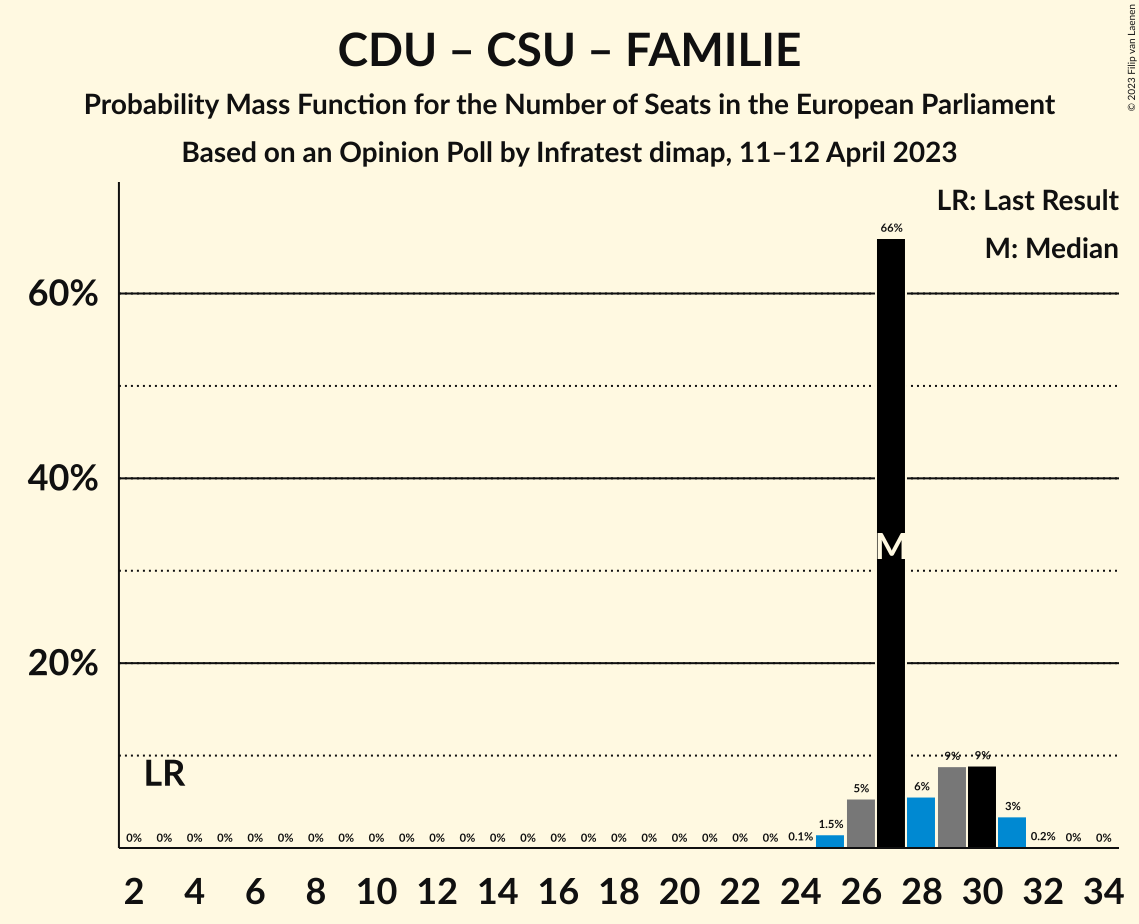 CDU – CSU – FAMILIE
Probability Mass Function for the Number of Seats in the European Parliament
Based on an Opinion Poll by Infratest dimap, 11–12 April 2023
© 2023 Filip van Laenen
LR: Last Result
M: Median
60%
40%
20%
66%
M
LR
0% 0% 0% 0% 0% 0% 0% 0% 0% 0% 0% 0% 0% 0% 0% 0% 0% 0% 0% 0% 0% 0% 0.1% 1.5% 5% 6% 9% 9% 3% 0.2% 0% 0%
2 4 6 8 10 12 14 16 18 20 22 24 26 28 30 32 34